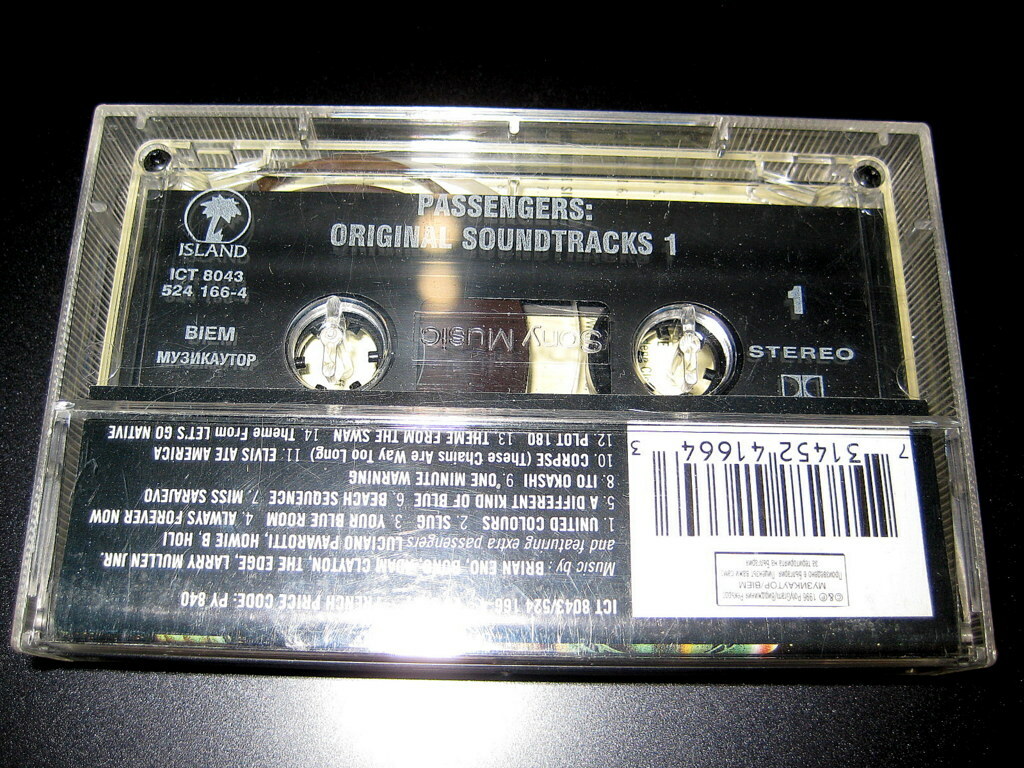 PASSENGERS:
ORIGINAL SOUNDTRACKS 1
ISLAND
ICT 8043
524 166-4
BIEM
МУЗИКАУТОР
Sony Music
1
STEREO
ICT 8043/524 166-4 FRENCH PRICE CODE: PY 840
Music by: BRIAN ENO, BONO, ADAM CLAYTON, THE EDGE, LARRY MULLEN JNR.
and featuring extra passengers LUCIANO PAVAROTTI, HOWIE. B, HOLI
1. UNITED COLOURS 2. SLUG 3. YOUR BLUE ROOM 4. ALWAYS FOREVER NOW
5. A DIFFERENT KIND OF BLUE 6. BEACH SEQUENCE 7. MISS SARAJEVO
8. ITO OKASHI 9. ONE MINUTE WARNING
10. CORPSE (These Chains Are Way Too Long) 11. ELVIS ATE AMERICA
12. PLOT 180 13. THEME FROM THE SWAN 14. Theme From LET'S GO NATIVE
℗&© 1996 PolyGram/
МУЗИКАУТОР/BIEM
7 31452 41664 3